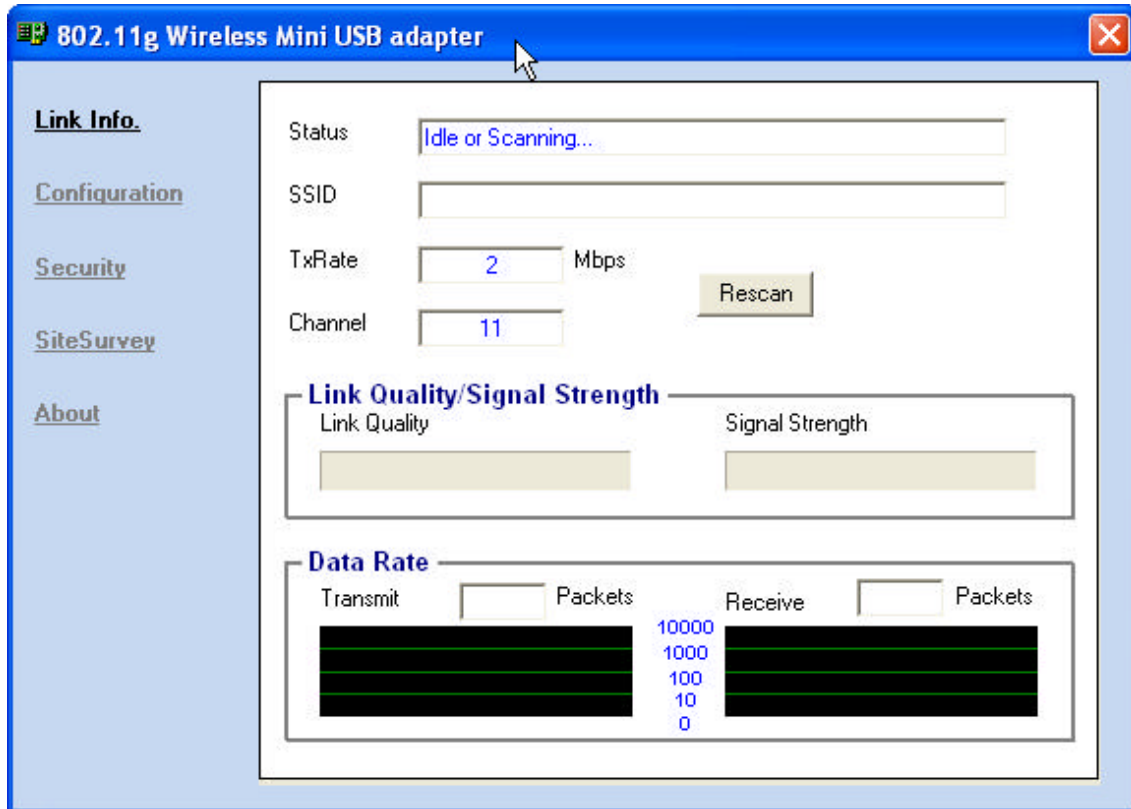 802.11g Wireless Mini USB adapter
Link Info.
Configuration
Security
SiteSurvey
About
Status
Idle or Scanning...
SSID
TxRate
2
Mbps
Rescan
Channel
11
Link Quality/Signal Strength
Link Quality
Signal Strength
Data Rate
Transmit
Packets
Receive
Packets
10000
1000
100
10
0